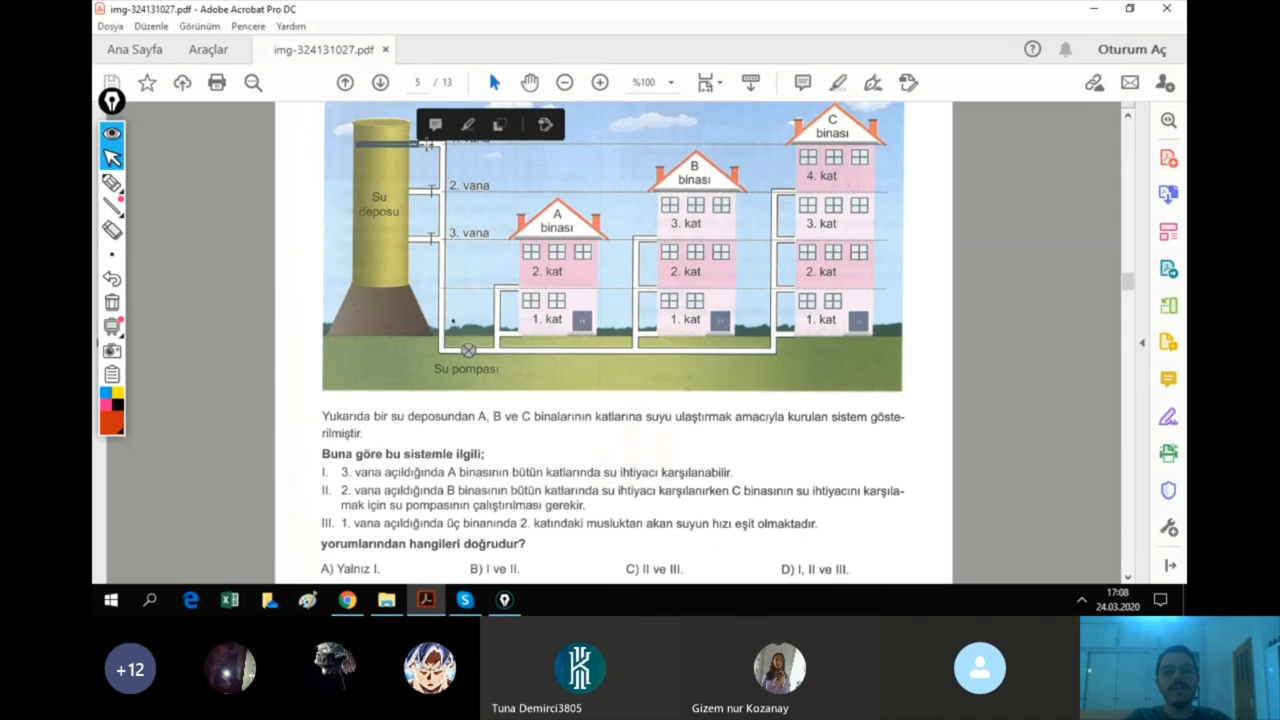 img-324131027.pdf - Adobe Acrobat Pro DC
Dosya Düzenle Görünüm Pencere Yardım
Ana Sayfa Araçlar img-324131027.pdf × Oturum Aç
5 / 13 %100
C
binası
B
binası
4. kat
2. vana
Su
deposu
A
binası
3. kat 3. kat
3. vana
2. kat 2. kat 2. kat
1. kat 1. kat 1. kat
Su pompası
Yukarıda bir su deposundan A, B ve C binalarının katlarına suyu ulaştırmak amacıyla kurulan sistem göste-
rilmiştir.
Buna göre bu sistemle ilgili;
I. 3. vana açıldığında A binasının bütün katlarında su ihtiyacı karşılanabilir.
II. 2. vana açıldığında B binasının bütün katlarında su ihtiyacı karşılanırken C binasının su ihtiyacını karşıla-
mak için su pompasının çalıştırılması gerekir.
III. 1. vana açıldığında üç binanında 2. katındaki musluktan akan suyun hızı eşit olmaktadır.
yorumlarından hangileri doğrudur?
A) Yalnız I. B) I ve II. C) II ve III. D) I, II ve III.
17:08
24.03.2020
+12
Tuna Demirci3805 Gizem nur Kozanay